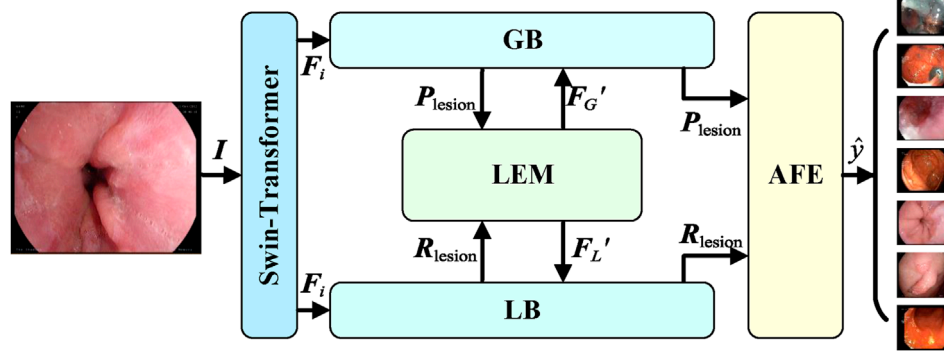 GB
F_i
P_lesion
F_G′
P_lesion
I
Swin-Transformer
LEM
AFE
ŷ
R_lesion
F_L′
R_lesion
F_i
LB